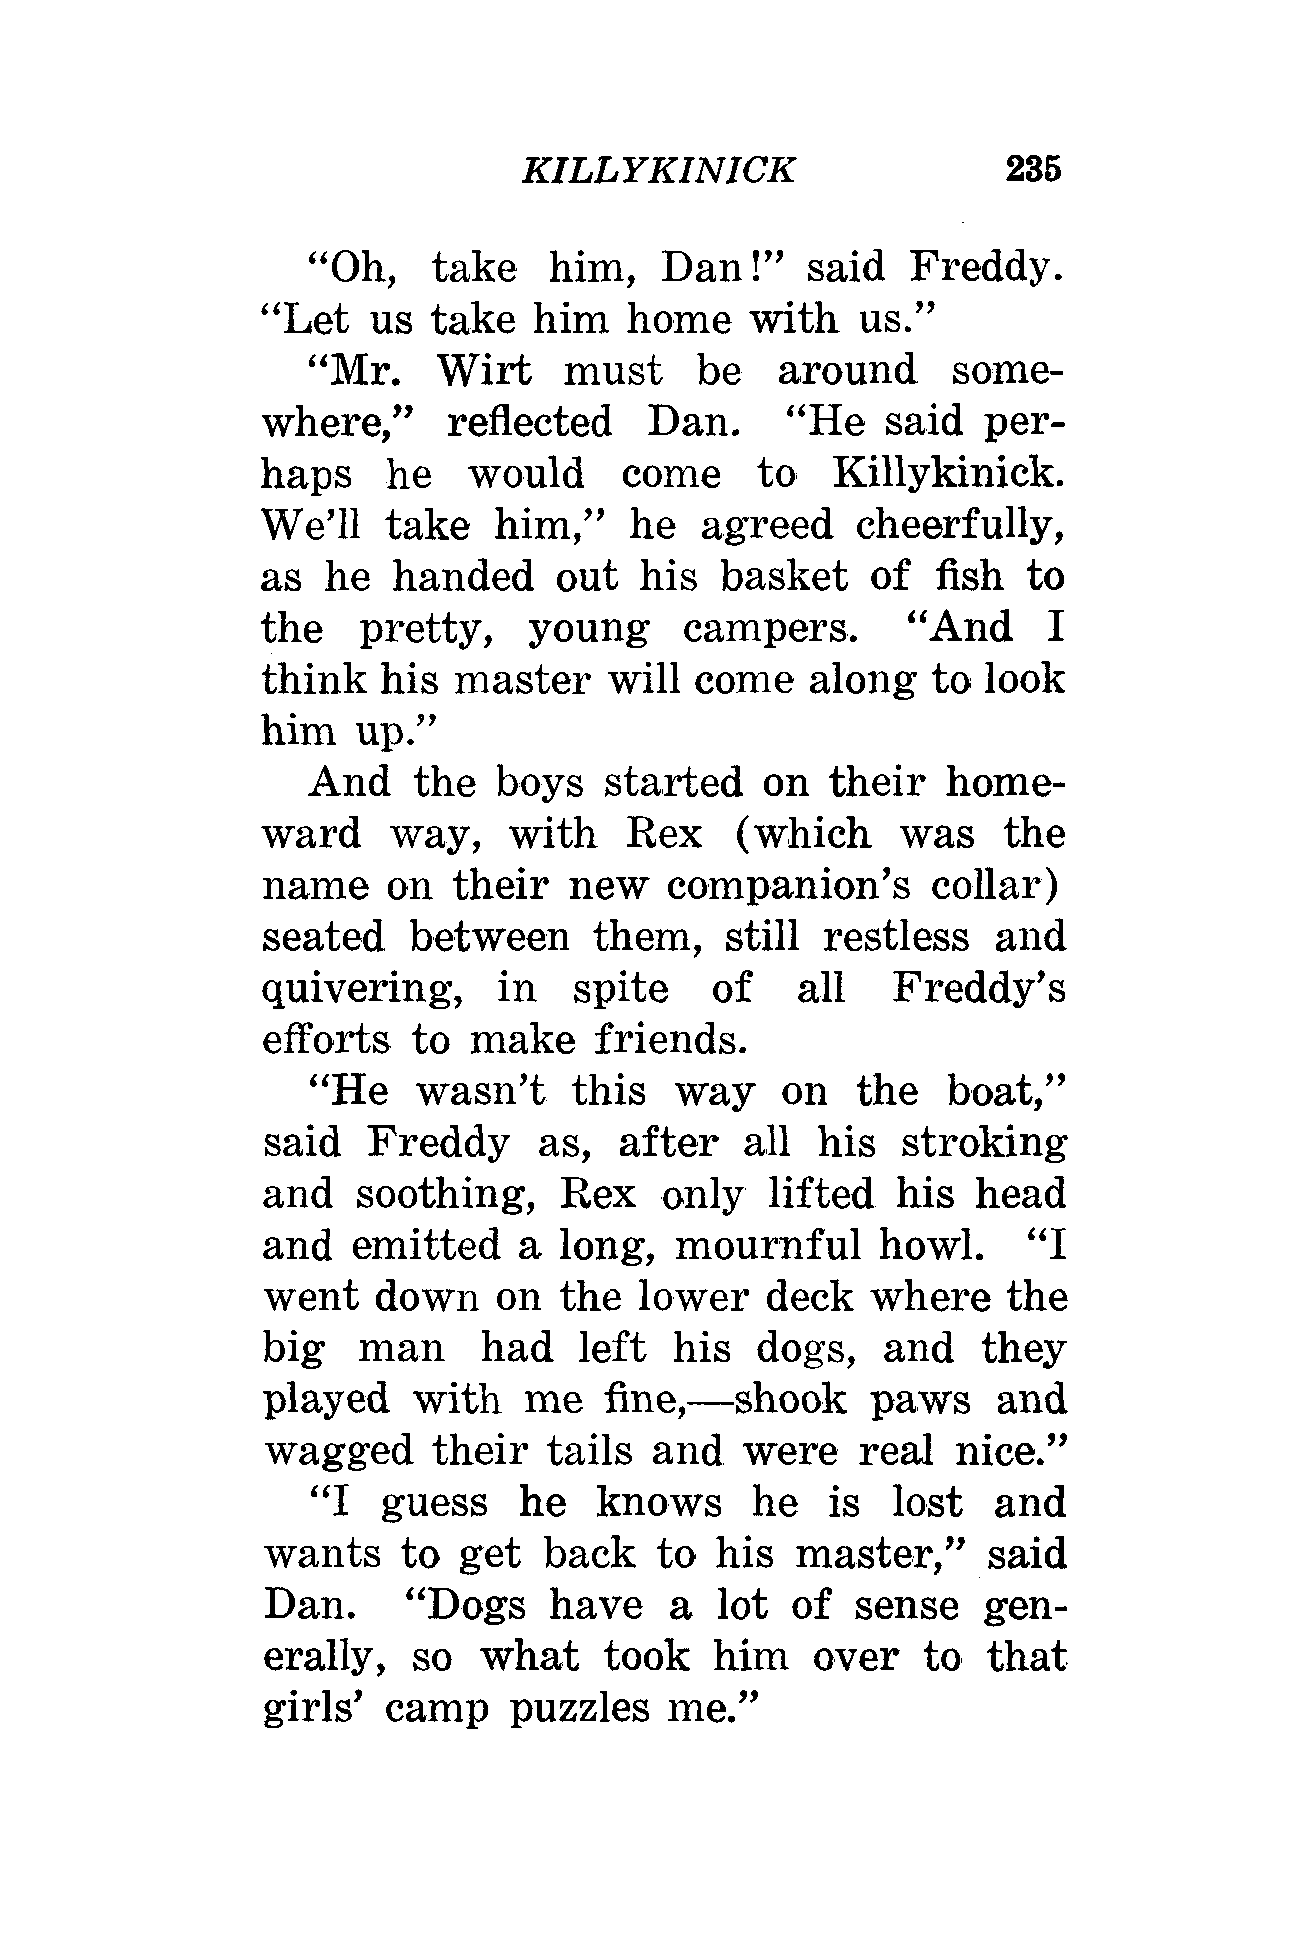 KILLYKINICK 235
“Oh, take him, Dan!” said Freddy.
“Let us take him home with us.”
“Mr. Wirt must be around some-
where,” reflected Dan. “He said per-
haps he would come to Killykinick.
We’ll take him,” he agreed cheerfully,
as he handed out his basket of fish to
the pretty, young campers. “And I
think his master will come along to look
him up.”
And the boys started on their home-
ward way, with Rex (which was the
name on their new companion’s collar)
seated between them, still restless and
quivering, in spite of all Freddy’s
efforts to make friends.
“He wasn’t this way on the boat,”
said Freddy as, after all his stroking
and soothing, Rex only lifted his head
and emitted a long, mournful howl. “I
went down on the lower deck where the
big man had left his dogs, and they
played with me fine,—shook paws and
wagged their tails and were real nice.”
“I guess he knows he is lost and
wants to get back to his master,” said
Dan. “Dogs have a lot of sense gen-
erally, so what took him over to that
girls’ camp puzzles me.”